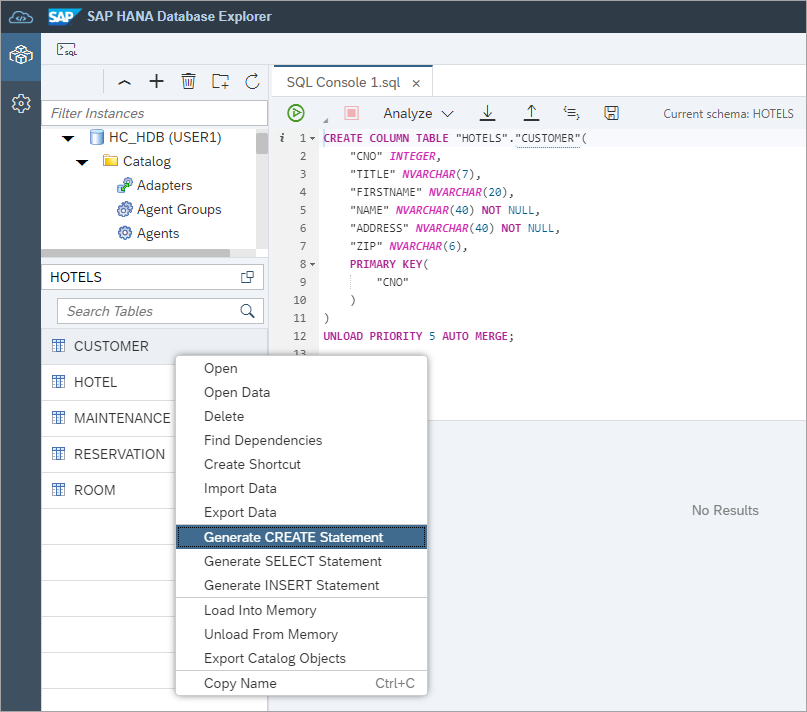 SAP SAP HANA Database Explorer
SQL
SQL Console 1.sql ×
Filter Instances
HC_HDB (USER1)
Catalog
Adapters
Agent Groups
Agents
HOTELS
Search Tables
CUSTOMER
HOTEL
MAINTENANCE
RESERVATION
ROOM
Analyze
Current schema: HOTELS
i 1 CREATE COLUMN TABLE "HOTELS"."CUSTOMER"(
2 "CNO" INTEGER,
3 "TITLE" NVARCHAR(7),
4 "FIRSTNAME" NVARCHAR(20),
5 "NAME" NVARCHAR(40) NOT NULL,
6 "ADDRESS" NVARCHAR(40) NOT NULL,
7 "ZIP" NVARCHAR(6),
8 PRIMARY KEY(
9 "CNO"
10 )
11 )
12 UNLOAD PRIORITY 5 AUTO MERGE;
13
Open
Open Data
Delete
Find Dependencies
Create Shortcut
Import Data
Export Data
Generate CREATE Statement
Generate SELECT Statement
Generate INSERT Statement
Load Into Memory
Unload From Memory
Export Catalog Objects
Copy Name Ctrl+C
No Results